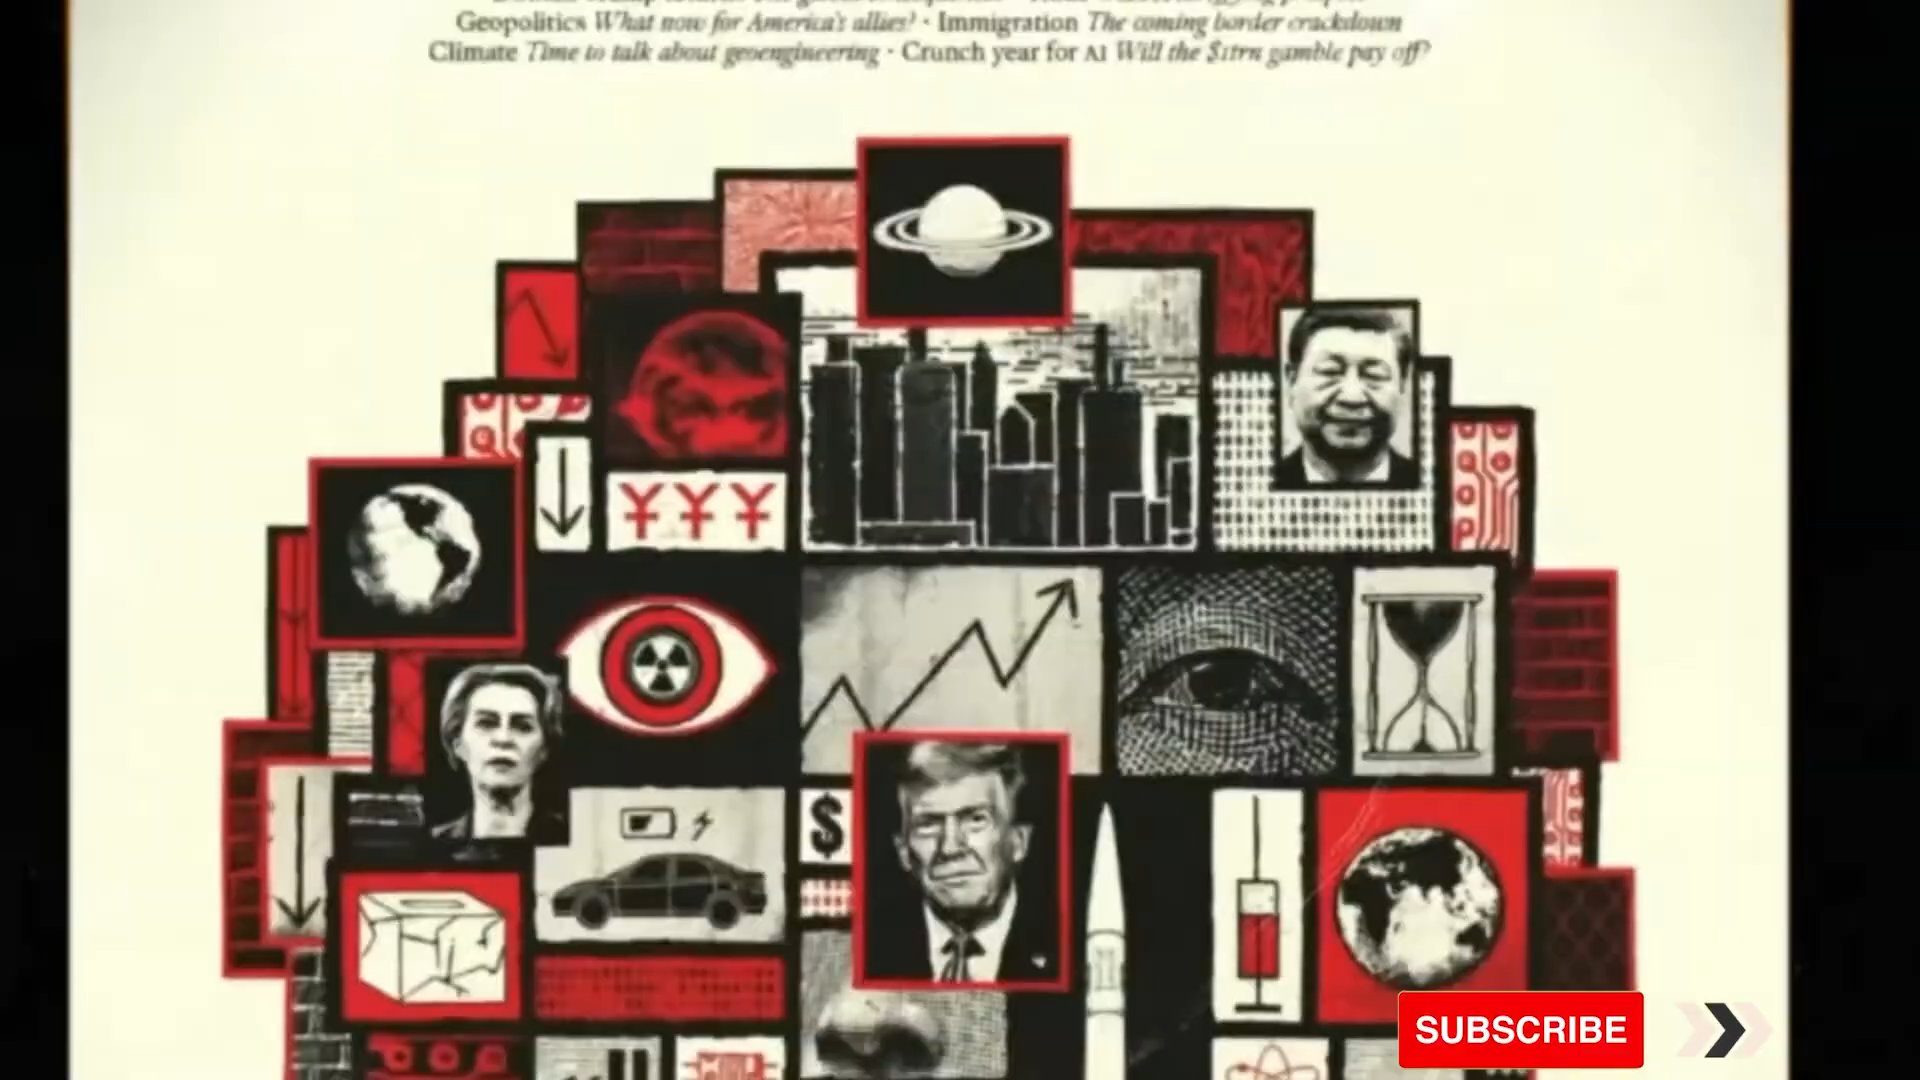 Geopolitics What now for America's allies? · Immigration The coming border crackdown
Climate Time to talk about geoengineering · Crunch year for AI Will the $1trn gamble pay off?
¥¥¥
$
SUBSCRIBE